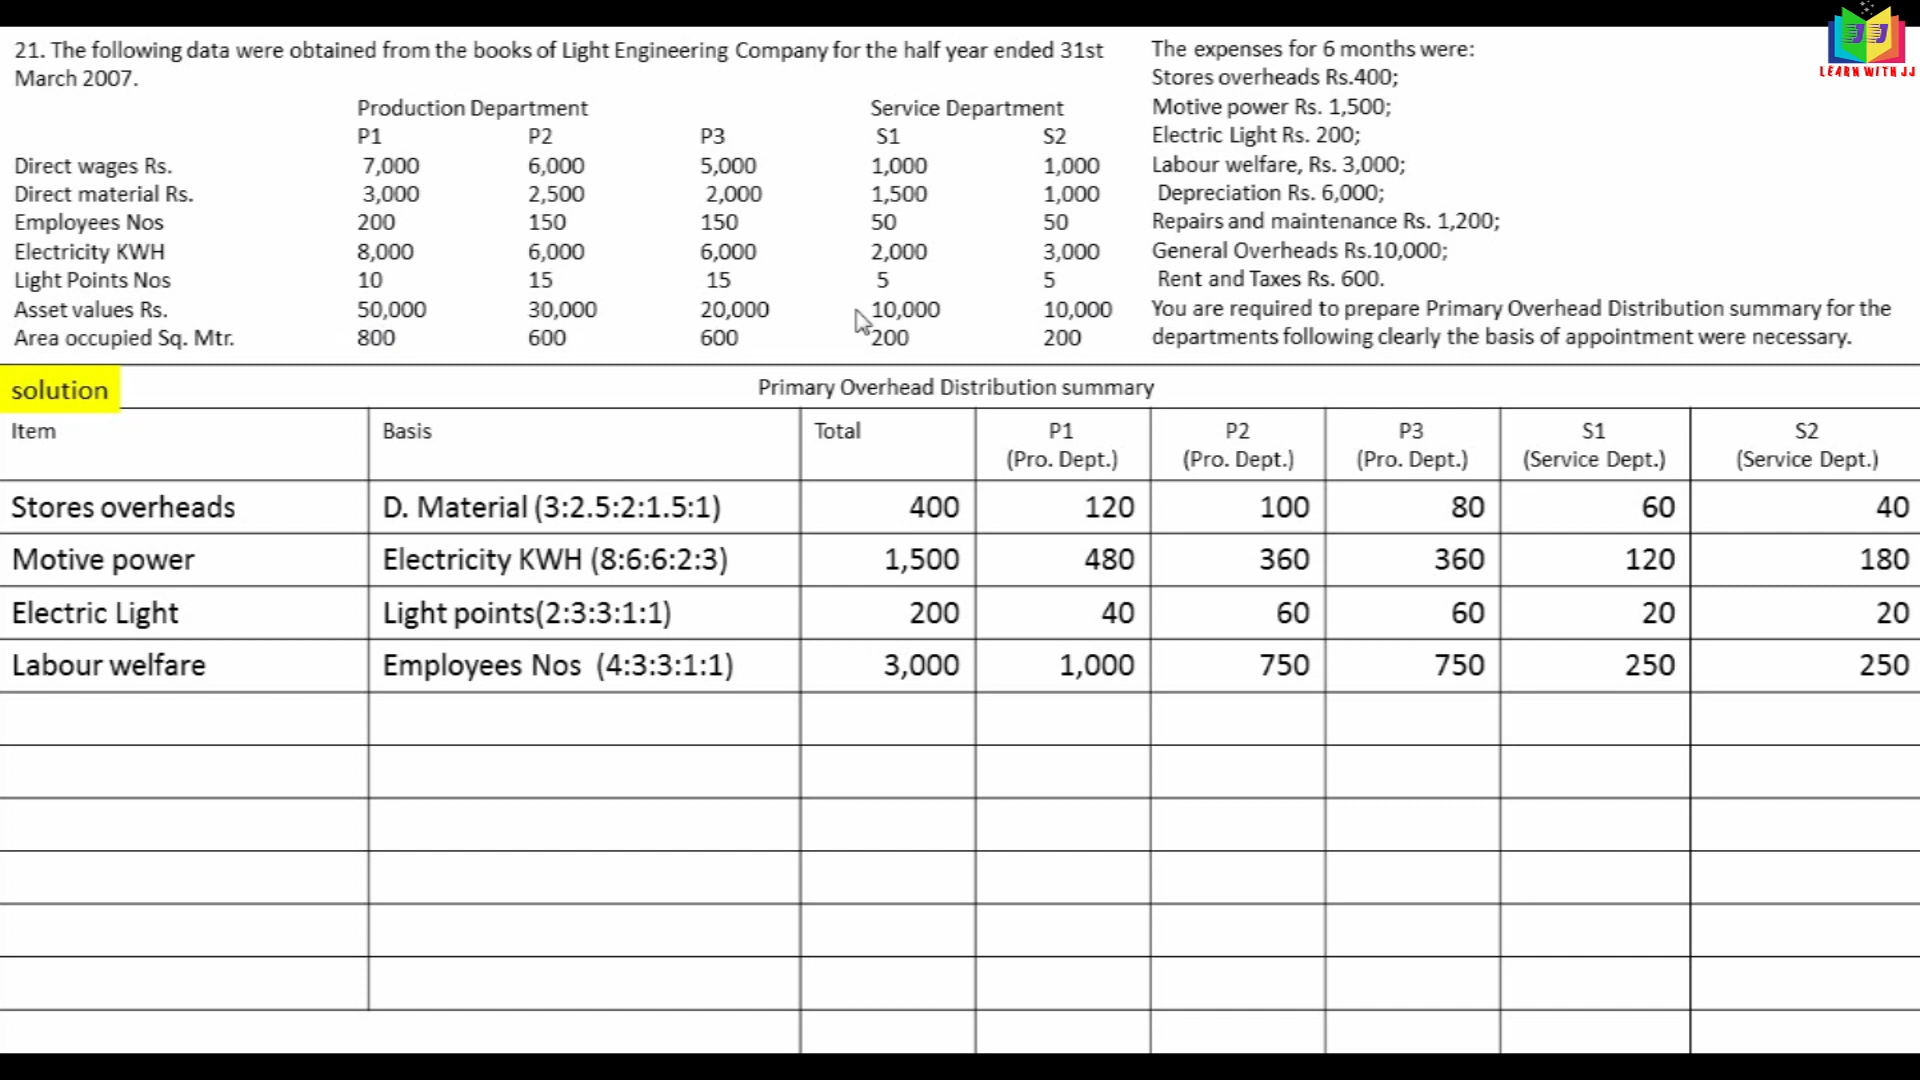 21. The following data were obtained from the books of Light Engineering Company for the half year ended 31st
March 2007.
Production Department Service Department
P1 P2 P3 S1 S2
Direct wages Rs. 7,000 6,000 5,000 1,000 1,000
Direct material Rs. 3,000 2,500 2,000 1,500 1,000
Employees Nos 200 150 150 50 50
Electricity KWH 8,000 6,000 6,000 2,000 3,000
Light Points Nos 10 15 15 5 5
Asset values Rs. 50,000 30,000 20,000 10,000 10,000
Area occupied Sq. Mtr. 800 600 600 200 200
The expenses for 6 months were:
Stores overheads Rs.400;
Motive power Rs. 1,500;
Electric Light Rs. 200;
Labour welfare, Rs. 3,000;
Depreciation Rs. 6,000;
Repairs and maintenance Rs. 1,200;
General Overheads Rs.10,000;
Rent and Taxes Rs. 600.
You are required to prepare Primary Overhead Distribution summary for the
departments following clearly the basis of appointment were necessary.
JJ
LEARN WITH JJ
solution
Primary Overhead Distribution summary
Item Basis Total P1 P2 P3 S1 S2
(Pro. Dept.) (Pro. Dept.) (Pro. Dept.) (Service Dept.) (Service Dept.)
Stores overheads D. Material (3:2.5:2:1.5:1) 400 120 100 80 60 40
Motive power Electricity KWH (8:6:6:2:3) 1,500 480 360 360 120 180
Electric Light Light points(2:3:3:1:1) 200 40 60 60 20 20
Labour welfare Employees Nos (4:3:3:1:1) 3,000 1,000 750 750 250 250